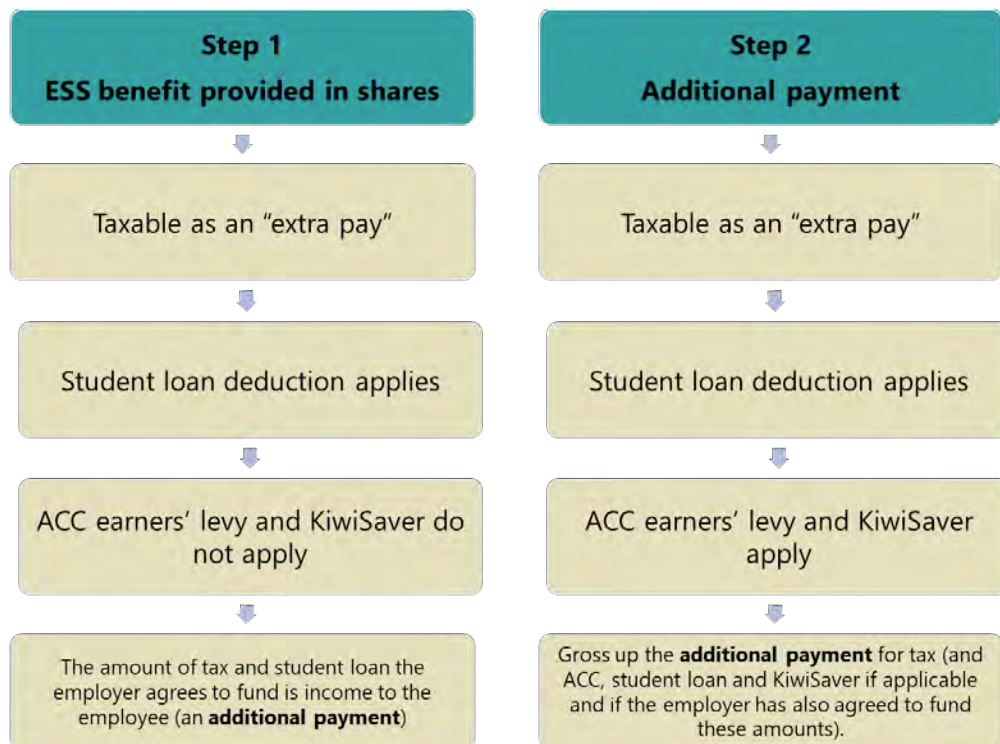 Step 1
ESS benefit provided in shares
Taxable as an “extra pay”
Student loan deduction applies
ACC earners’ levy and KiwiSaver do
not apply
The amount of tax and student loan the
employer agrees to fund is income to the
employee (an additional payment)
Step 2
Additional payment
Taxable as an “extra pay”
Student loan deduction applies
ACC earners’ levy and KiwiSaver
apply
Gross up the additional payment for tax (and
ACC, student loan and KiwiSaver if applicable
and if the employer has also agreed to fund
these amounts).